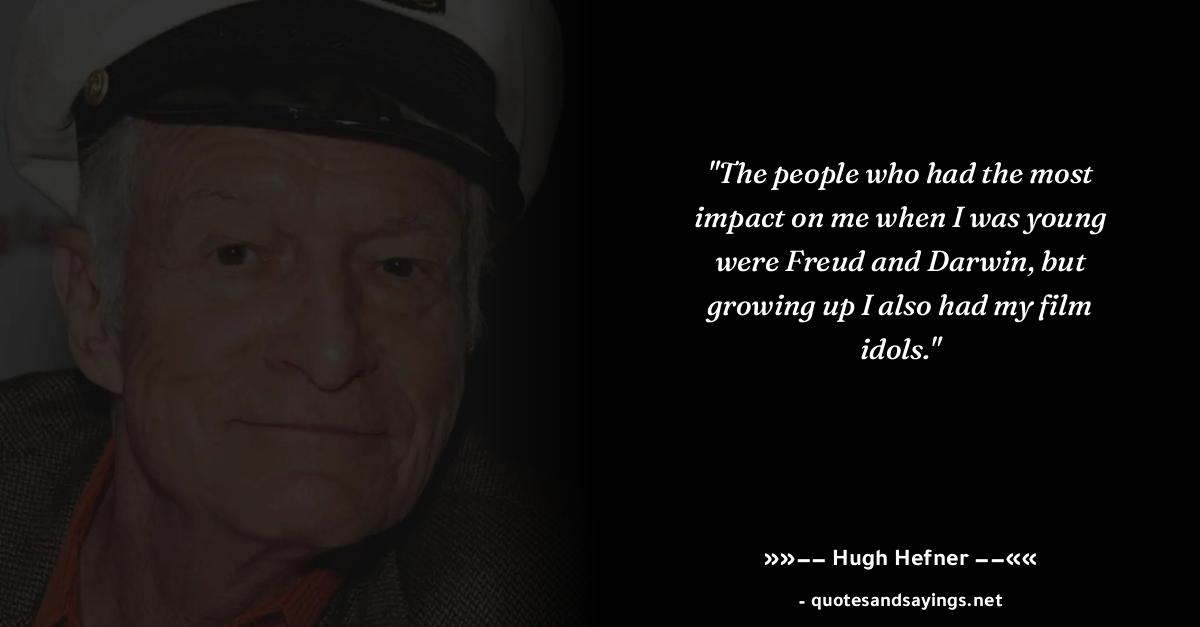 "The people who had the most
impact on me when I was young
were Freud and Darwin, but
growing up I also had my film
idols."
»»−− Hugh Hefner −−««
- quotesandsayings.net